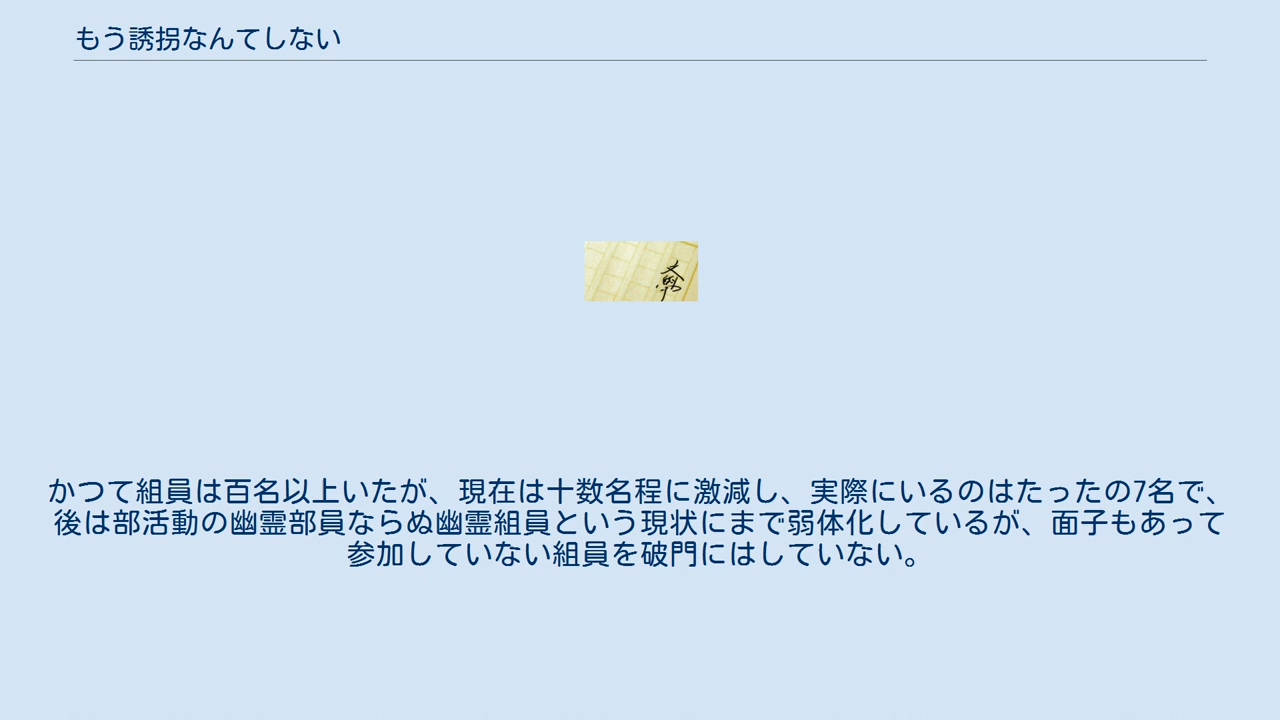 もう誘拐なんてしない
かつて組員は百名以上いたが、現在は十数名程に激減し、実際にいるのはたったの7名で、
後は部活動の幽霊部員ならぬ幽霊組員という現状にまで弱体化しているが、面子もあって
参加していない組員を破門にはしていない。